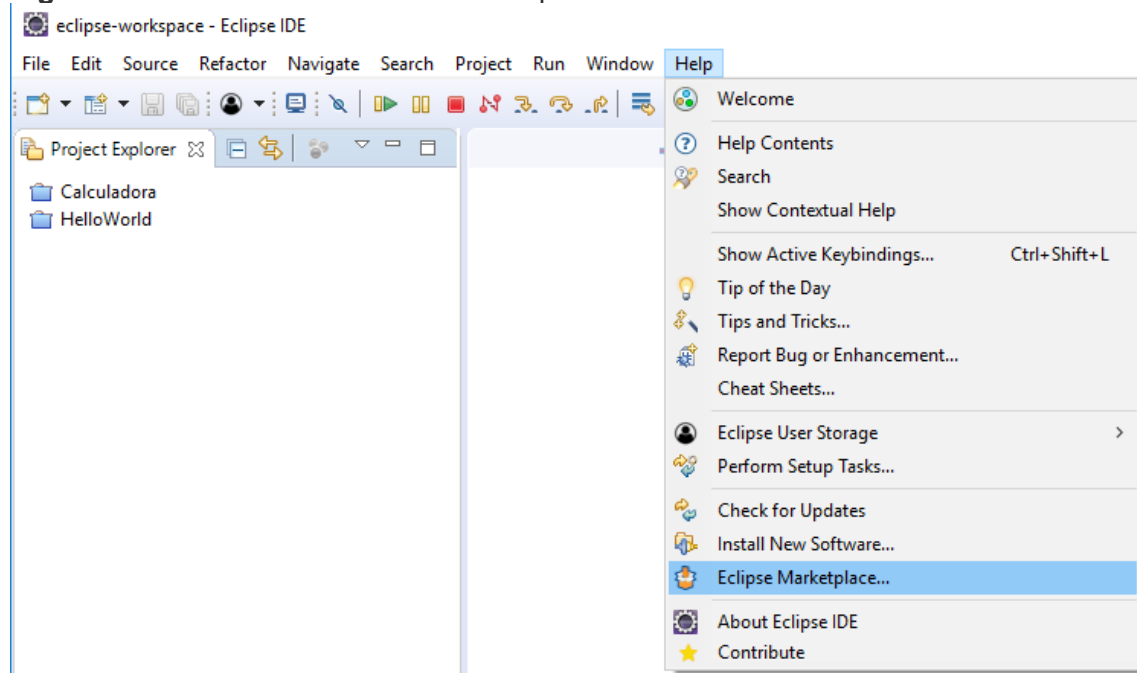 eclipse-workspace - Eclipse IDE
File Edit Source Refactor Navigate Search Project Run Window Help
Project Explorer
Calculadora
HelloWorld
Welcome
Help Contents
Search
Show Contextual Help
Show Active Keybindings... Ctrl+Shift+L
Tip of the Day
Tips and Tricks...
Report Bug or Enhancement...
Cheat Sheets...
Eclipse User Storage
Perform Setup Tasks...
Check for Updates
Install New Software...
Eclipse Marketplace...
About Eclipse IDE
Contribute